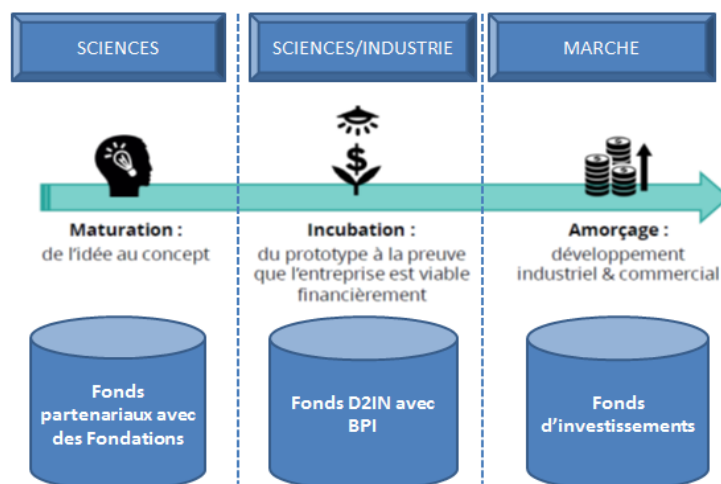 SCIENCES
SCIENCES/INDUSTRIE
MARCHE
$
Maturation :
de l'idée au concept
Incubation :
du prototype à la preuve
que l'entreprise est viable
financièrement
Amorçage :
développement
industriel & commercial
Fonds
partenariaux avec
des Fondations
Fonds D2IN avec
BPI
Fonds
d'investissements